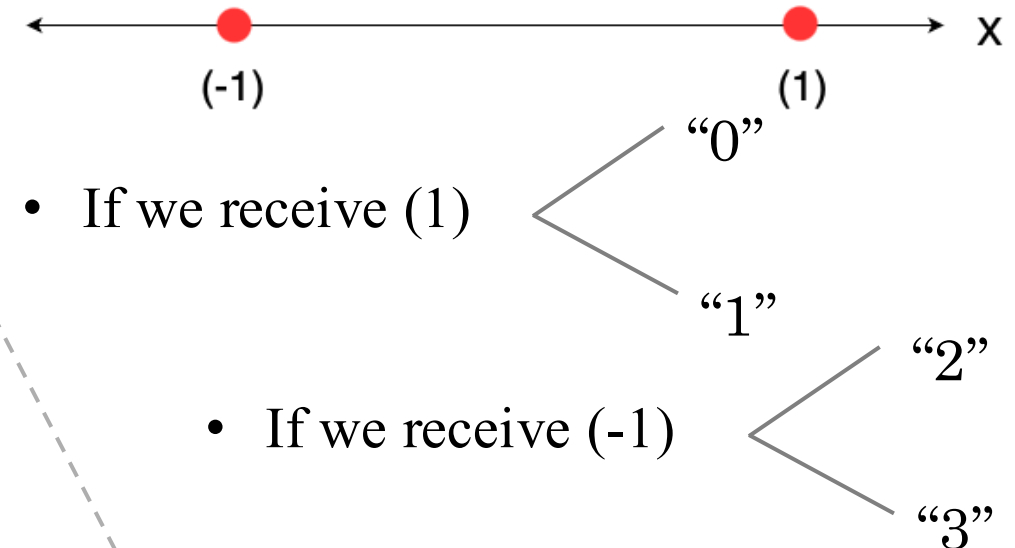 x
(-1) (1)
“0”
• If we receive (1)
“1”
“2”
• If we receive (-1)
“3”